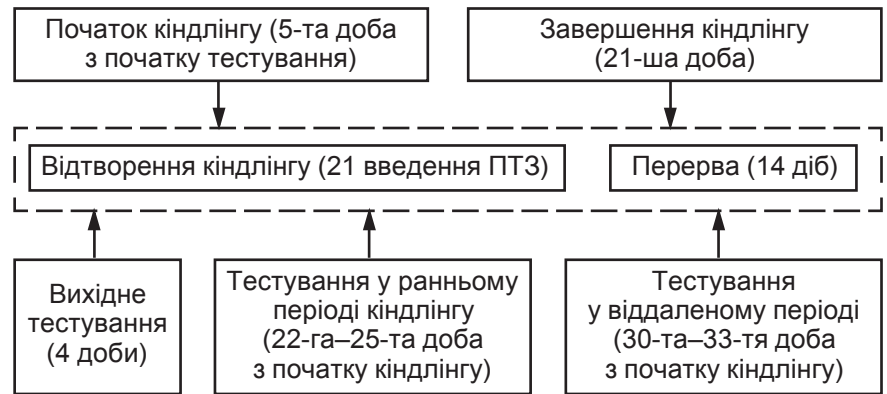 Початок кіндлінгу (5-та доба
з початку тестування)
Завершення кіндлінгу
(21-ша доба)
Відтворення кіндлінгу (21 введення ПТЗ)
Перерва (14 діб)
Вихідне
тестування
(4 доби)
Тестування у ранньому
періоді кіндлінгу
(22-га–25-та доба
з початку кіндлінгу)
Тестування
у віддаленому періоді
(30-та–33-тя доба
з початку кіндлінгу)